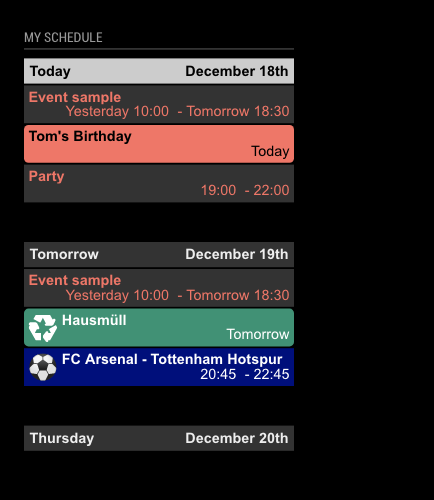 MY SCHEDULE
Today December 18th
Event sample
Yesterday 10:00 - Tomorrow 18:30
Tom's Birthday
Today
Party
19:00 - 22:00
Tomorrow December 19th
Event sample
Yesterday 10:00 - Tomorrow 18:30
Hausmüll
Tomorrow
FC Arsenal - Tottenham Hotspur
20:45 - 22:45
Thursday December 20th